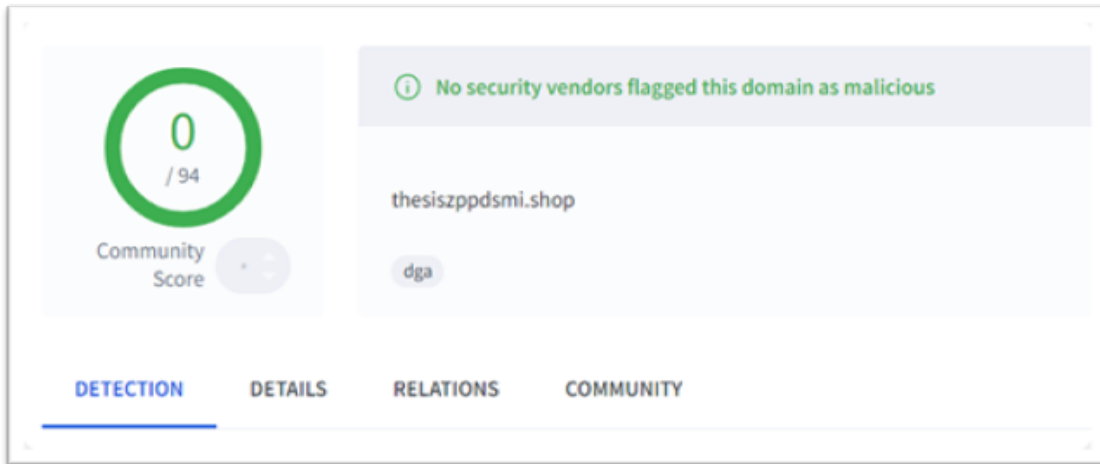 0
/ 94
Community
Score
No security vendors flagged this domain as malicious
thesiszppdsmi.shop
dga
DETECTION DETAILS RELATIONS COMMUNITY